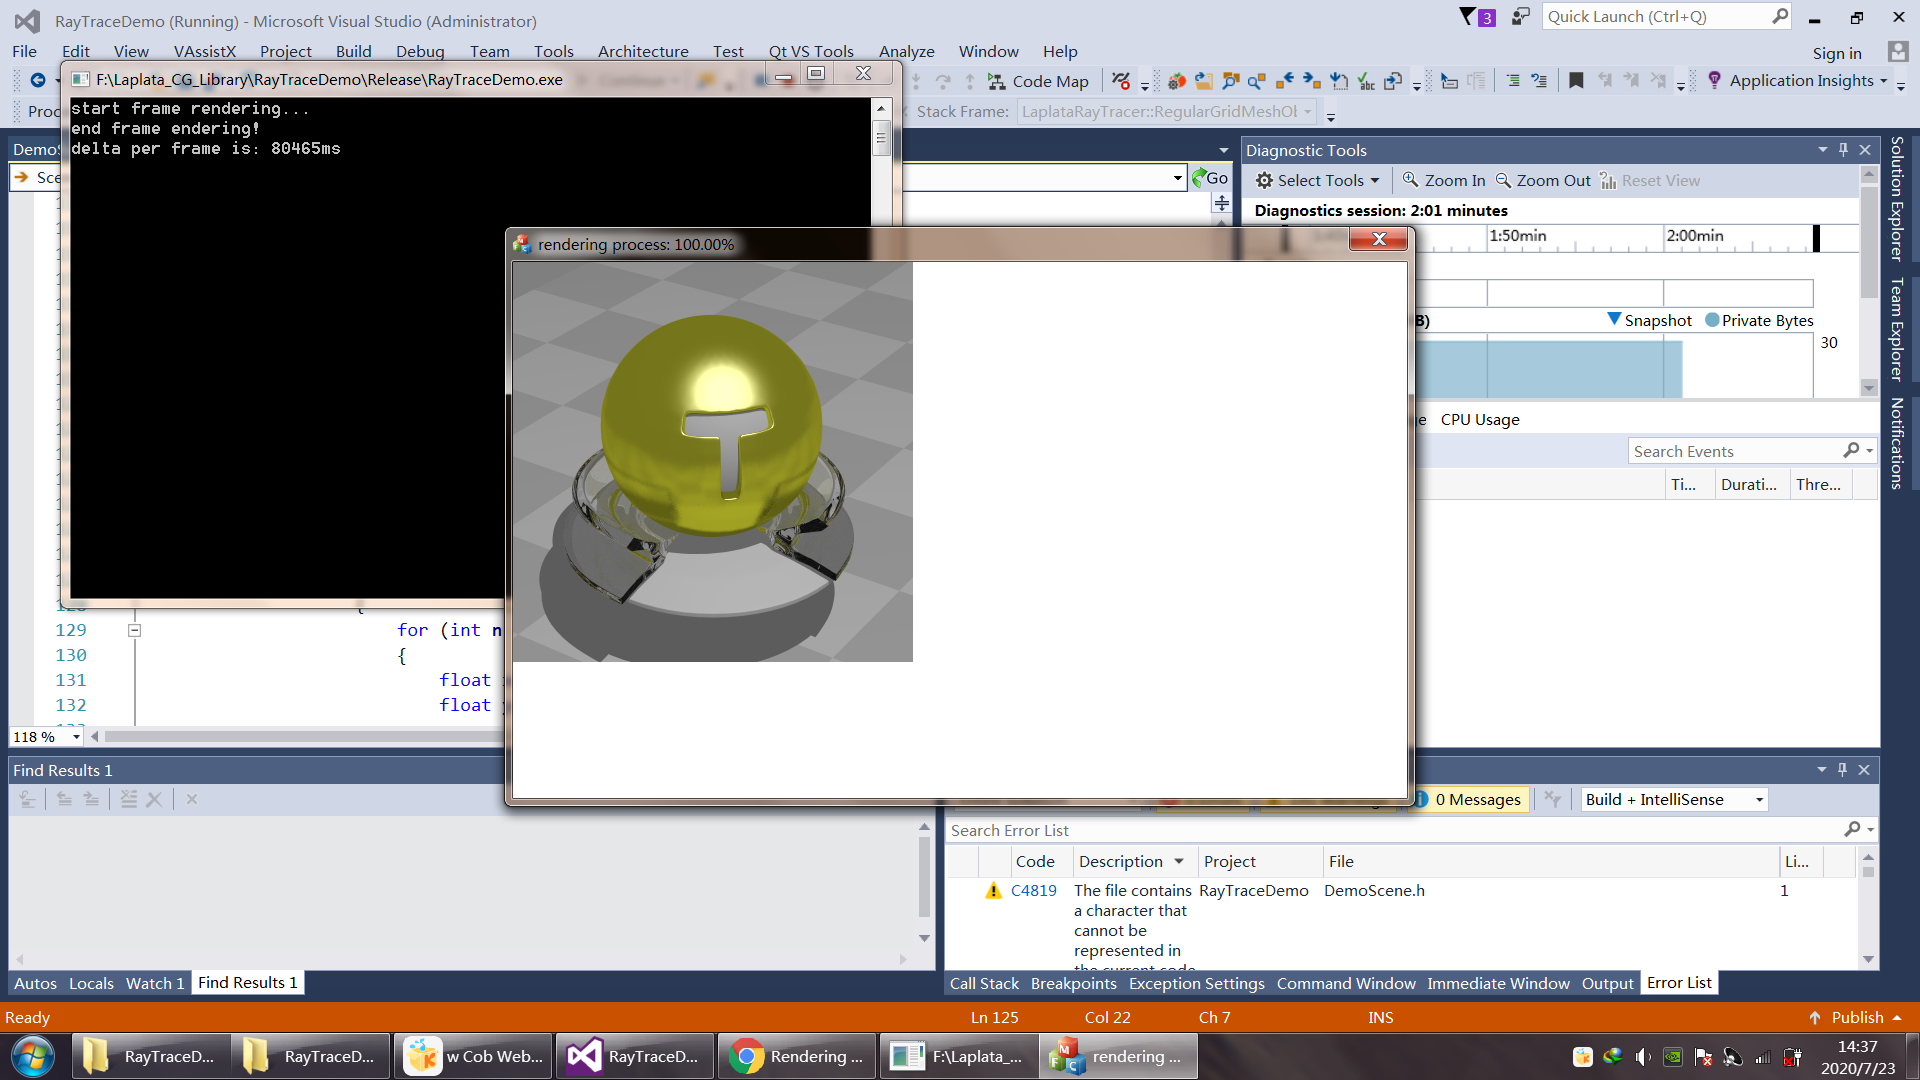 RayTraceDemo (Running) - Microsoft Visual Studio (Administrator)
3
Quick Launch (Ctrl+Q)
File Edit View VAssistX Project Build Debug Team Tools Architecture Test Qt VS Tools Analyze Window Help
Sign in
F:\Laplata_CG_Library\RayTraceDemo\Release\RayTraceDemo.exe
Code Map
Application Insights
Stack Frame: LaplataRayTracer::RegularGridMeshOb
start frame rendering...
end frame endering!
delta per frame is: 80465ms
Go
Diagnostic Tools
Select Tools Zoom In Zoom Out Reset View
Diagnostics session: 2:01 minutes
1:50min 2:00min
rendering process: 100.00%
Snapshot Private Bytes
30
CPU Usage
Search Events
Ti... Durati... Thre...
Solution Explorer
Team Explorer
Notifications
129 for (int n
130 {
131 float
132 float
118 %
Find Results 1
0 Messages
Build + IntelliSense
Search Error List
Code Description Project File Li...
C4819 The file contains RayTraceDemo DemoScene.h 1
a character that
cannot be
represented in
the current code
Autos Locals Watch 1 Find Results 1
Call Stack Breakpoints Exception Settings Command Window Immediate Window Output Error List
Ready
Ln 125 Col 22 Ch 7 INS
Publish
RayTraceD...
RayTraceD...
w Cob Web...
RayTraceD...
Rendering ...
F:\Laplata_...
rendering ...
14:37
2020/7/23